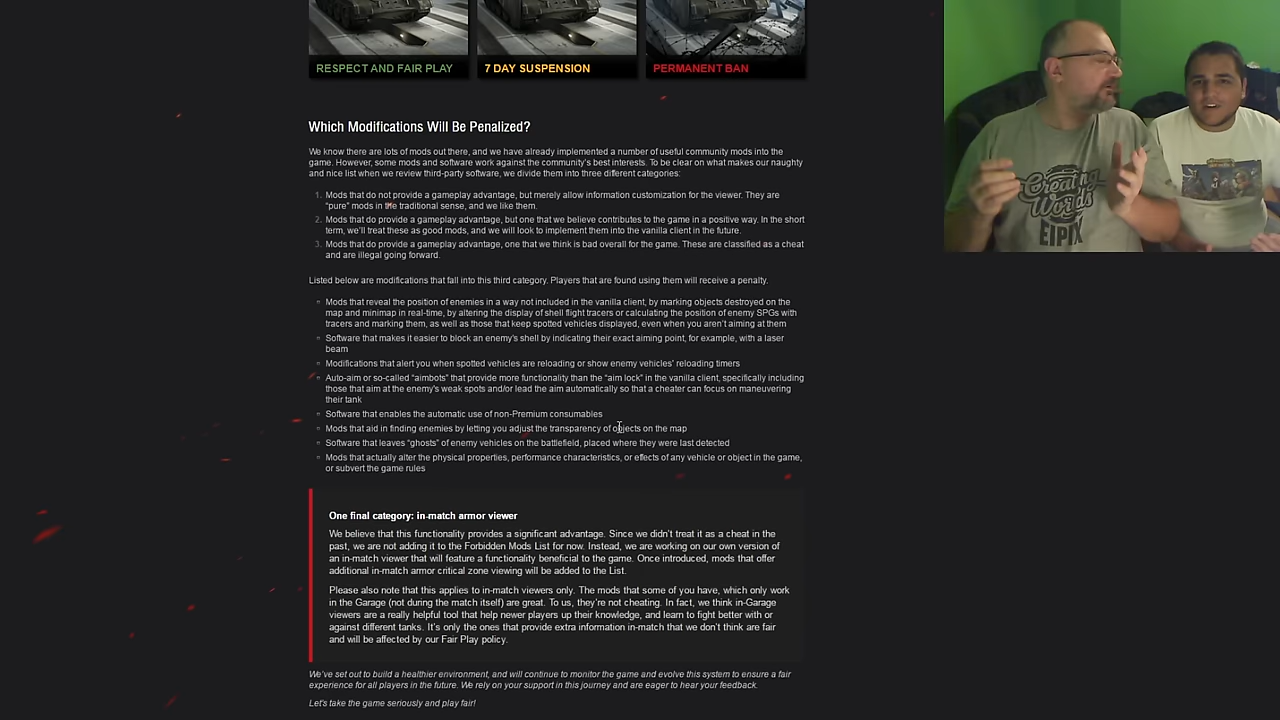 RESPECT AND FAIR PLAY
7 DAY SUSPENSION
PERMANENT BAN
Which Modifications Will Be Penalized?
We know there are lots of mods out there, and we have already implemented a number of useful community mods into the
game. However, some mods and software work against the community's best interests. To be clear on what makes our naughty
and nice list when we review third-party software, we divide them into three different categories:
1. Mods that do not provide a gameplay advantage, but merely allow information customization for the viewer. They are
"pure" mods in the traditional sense, and we like them.
2. Mods that do provide a gameplay advantage, but one that we believe contributes to the game in a positive way. In the short
term, we'll treat these as good mods, and we will look to implement them into the vanilla client in the future.
3. Mods that do provide a gameplay advantage, one that we think is bad overall for the game. These are classified as a cheat
and are illegal going forward.
Listed below are modifications that fall into this third category. Players that are found using them will receive a penalty.
Mods that reveal the position of enemies in a way not included in the vanilla client, by marking objects destroyed on the
map and minimap in real-time, by altering the display of shell flight tracers or calculating the position of enemy SPGs with
tracers and marking them, as well as those that keep spotted vehicles displayed, even when you aren't aiming at them
Software that makes it easier to block an enemy's shell by indicating their exact aiming point, for example, with a laser
beam
Modifications that alert you when spotted vehicles are reloading or show enemy vehicles' reloading timers
Auto-aim or so-called "aimbots" that provide more functionality than the "aim lock" in the vanilla client, specifically including
those that aim at the enemy's weak spots and/or lead the aim automatically so that a cheater can focus on maneuvering
their tank
Software that enables the automatic use of non-Premium consumables
Mods that aid in finding enemies by letting you adjust the transparency of objects on the map
Software that leaves "ghosts" of enemy vehicles on the battlefield, placed where they were last detected
Mods that actually alter the physical properties, performance characteristics, or effects of any vehicle or object in the game,
or subvert the game rules
One final category: in-match armor viewer
We believe that this functionality provides a significant advantage. Since we didn't treat it as a cheat in the
past, we are not adding it to the Forbidden Mods List for now. Instead, we are working on our own version of
an in-match viewer that will feature a functionality beneficial to the game. Once introduced, mods that offer
additional in-match armor critical zone viewing will be added to the List.
Please also note that this applies to in-match viewers only. The mods that some of you have, which only work
in the Garage (not during the match itself) are great. To us, they're not cheating. In fact, we think in-Garage
viewers are a really helpful tool that help newer players up their knowledge, and learn to fight better with or
against different tanks. It's only the ones that provide extra information in-match that we don't think are fair
and will be affected by our Fair Play policy.
We've set out to build a healthier environment, and will continue to monitor the game and evolve this system to ensure a fair
experience for all players in the future. We rely on your support in this journey and are eager to hear your feedback.
Let's take the game seriously and play fair!
Creating
Worlds
EIPIX